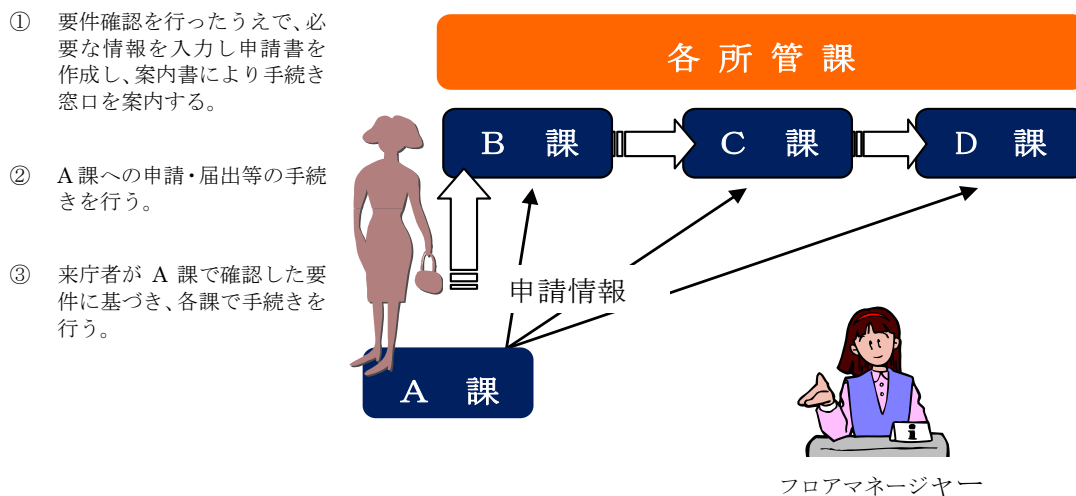 ① 要件確認を行ったうえで、必
要な情報を入力し申請書を
作成し、案内書により手続き
窓口を案内する。
② A課への申請・届出等の手続
きを行う。
③ 来庁者が A 課で確認した要
件に基づき、各課で手続きを
行う。
各 所 管 課
B 課
C 課
D 課
申請情報
A 課
i
フロアマネージャー